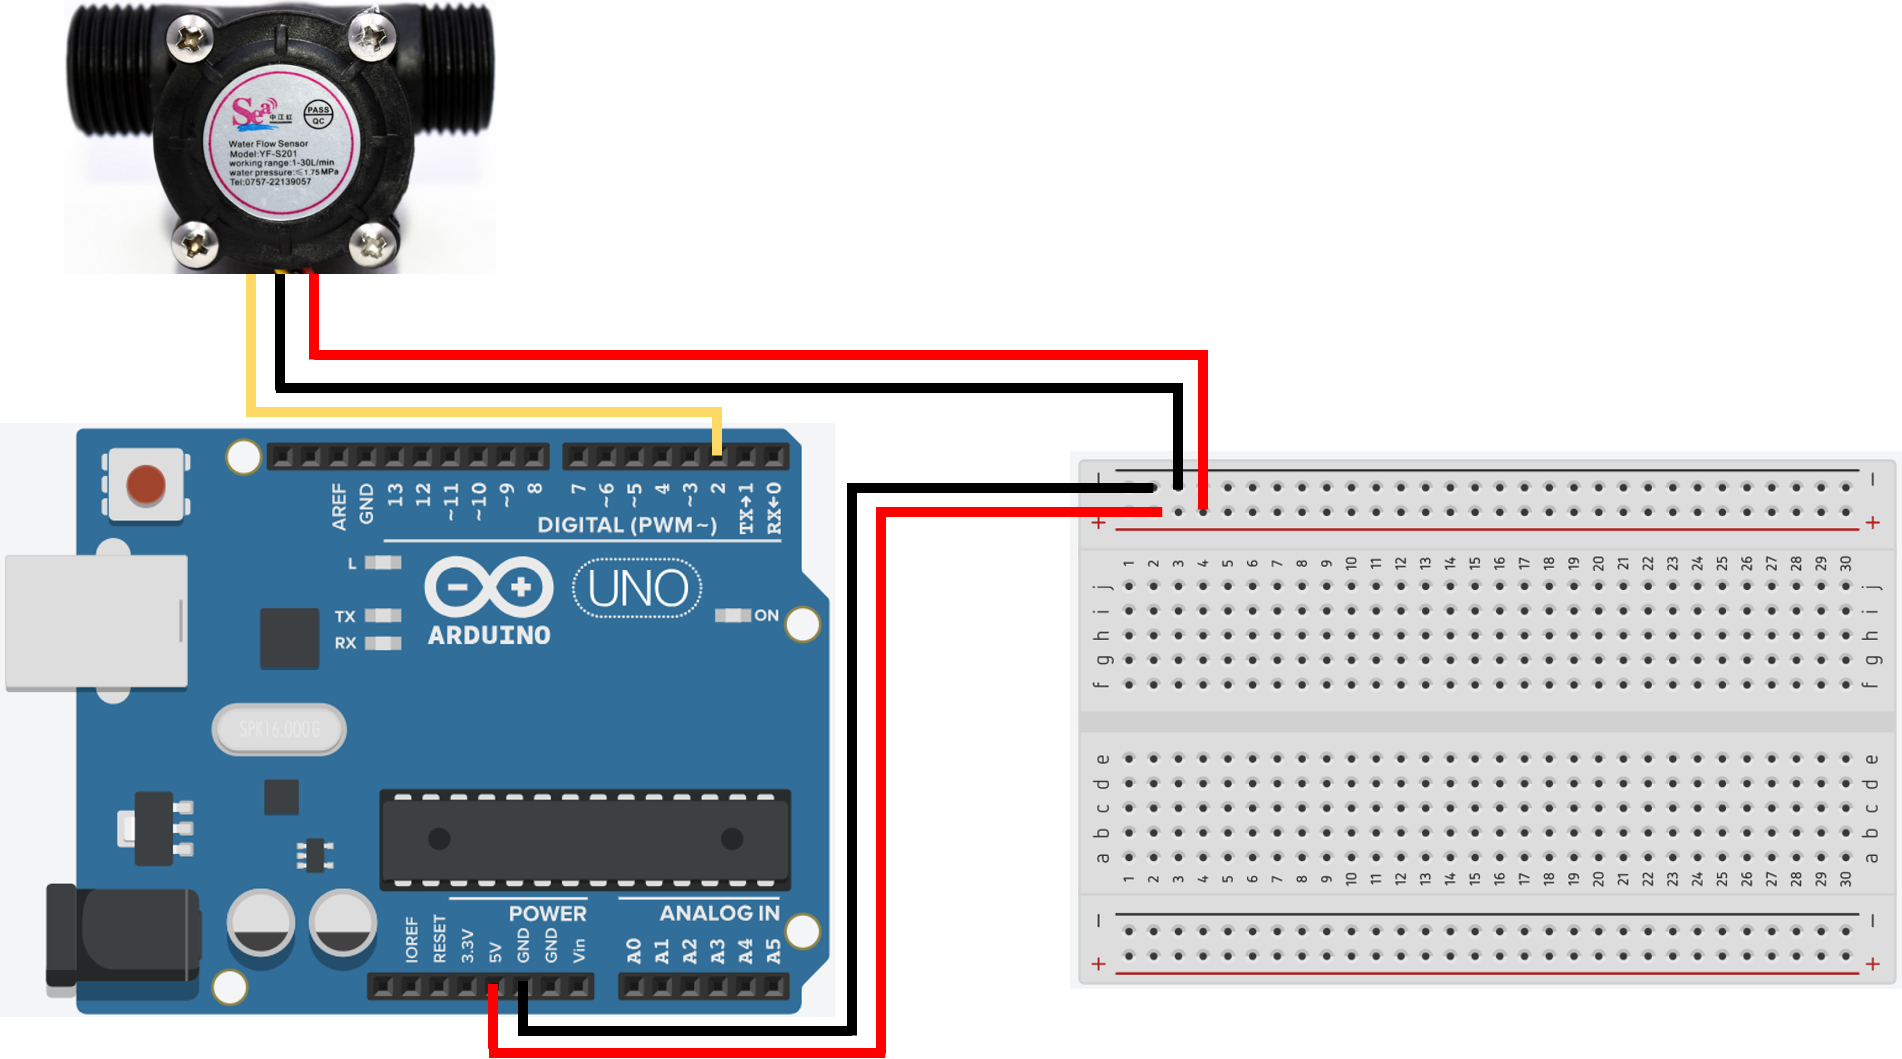 Sea 中江红
PASS
QC
Water Flow Sensor
Model:YF-S201
working range:1-30L/min
water pressure:≤1.75MPa
Tel:0757-22139057
AREF GND 13 12 ~11 ~10 ~9 8 7 ~6 ~5 4 ~3 2 TX→1 RX←0
DIGITAL (PWM~)
L
TX
RX
UNO
ON
ARDUINO
SPK16.000G
POWER
ANALOG IN
IOREF RESET 3.3V 5V GND GND Vin A0 A1 A2 A3 A4 A5
- -
+ +
1 2 3 4 5 6 7 8 9 10 11 12 13 14 15 16 17 18 19 20 21 22 23 24 25 26 27 28 29 30
j j
i i
h h
g g
f f
e e
d d
c c
b b
a a
1 2 3 4 5 6 7 8 9 10 11 12 13 14 15 16 17 18 19 20 21 22 23 24 25 26 27 28 29 30
- -
+ +